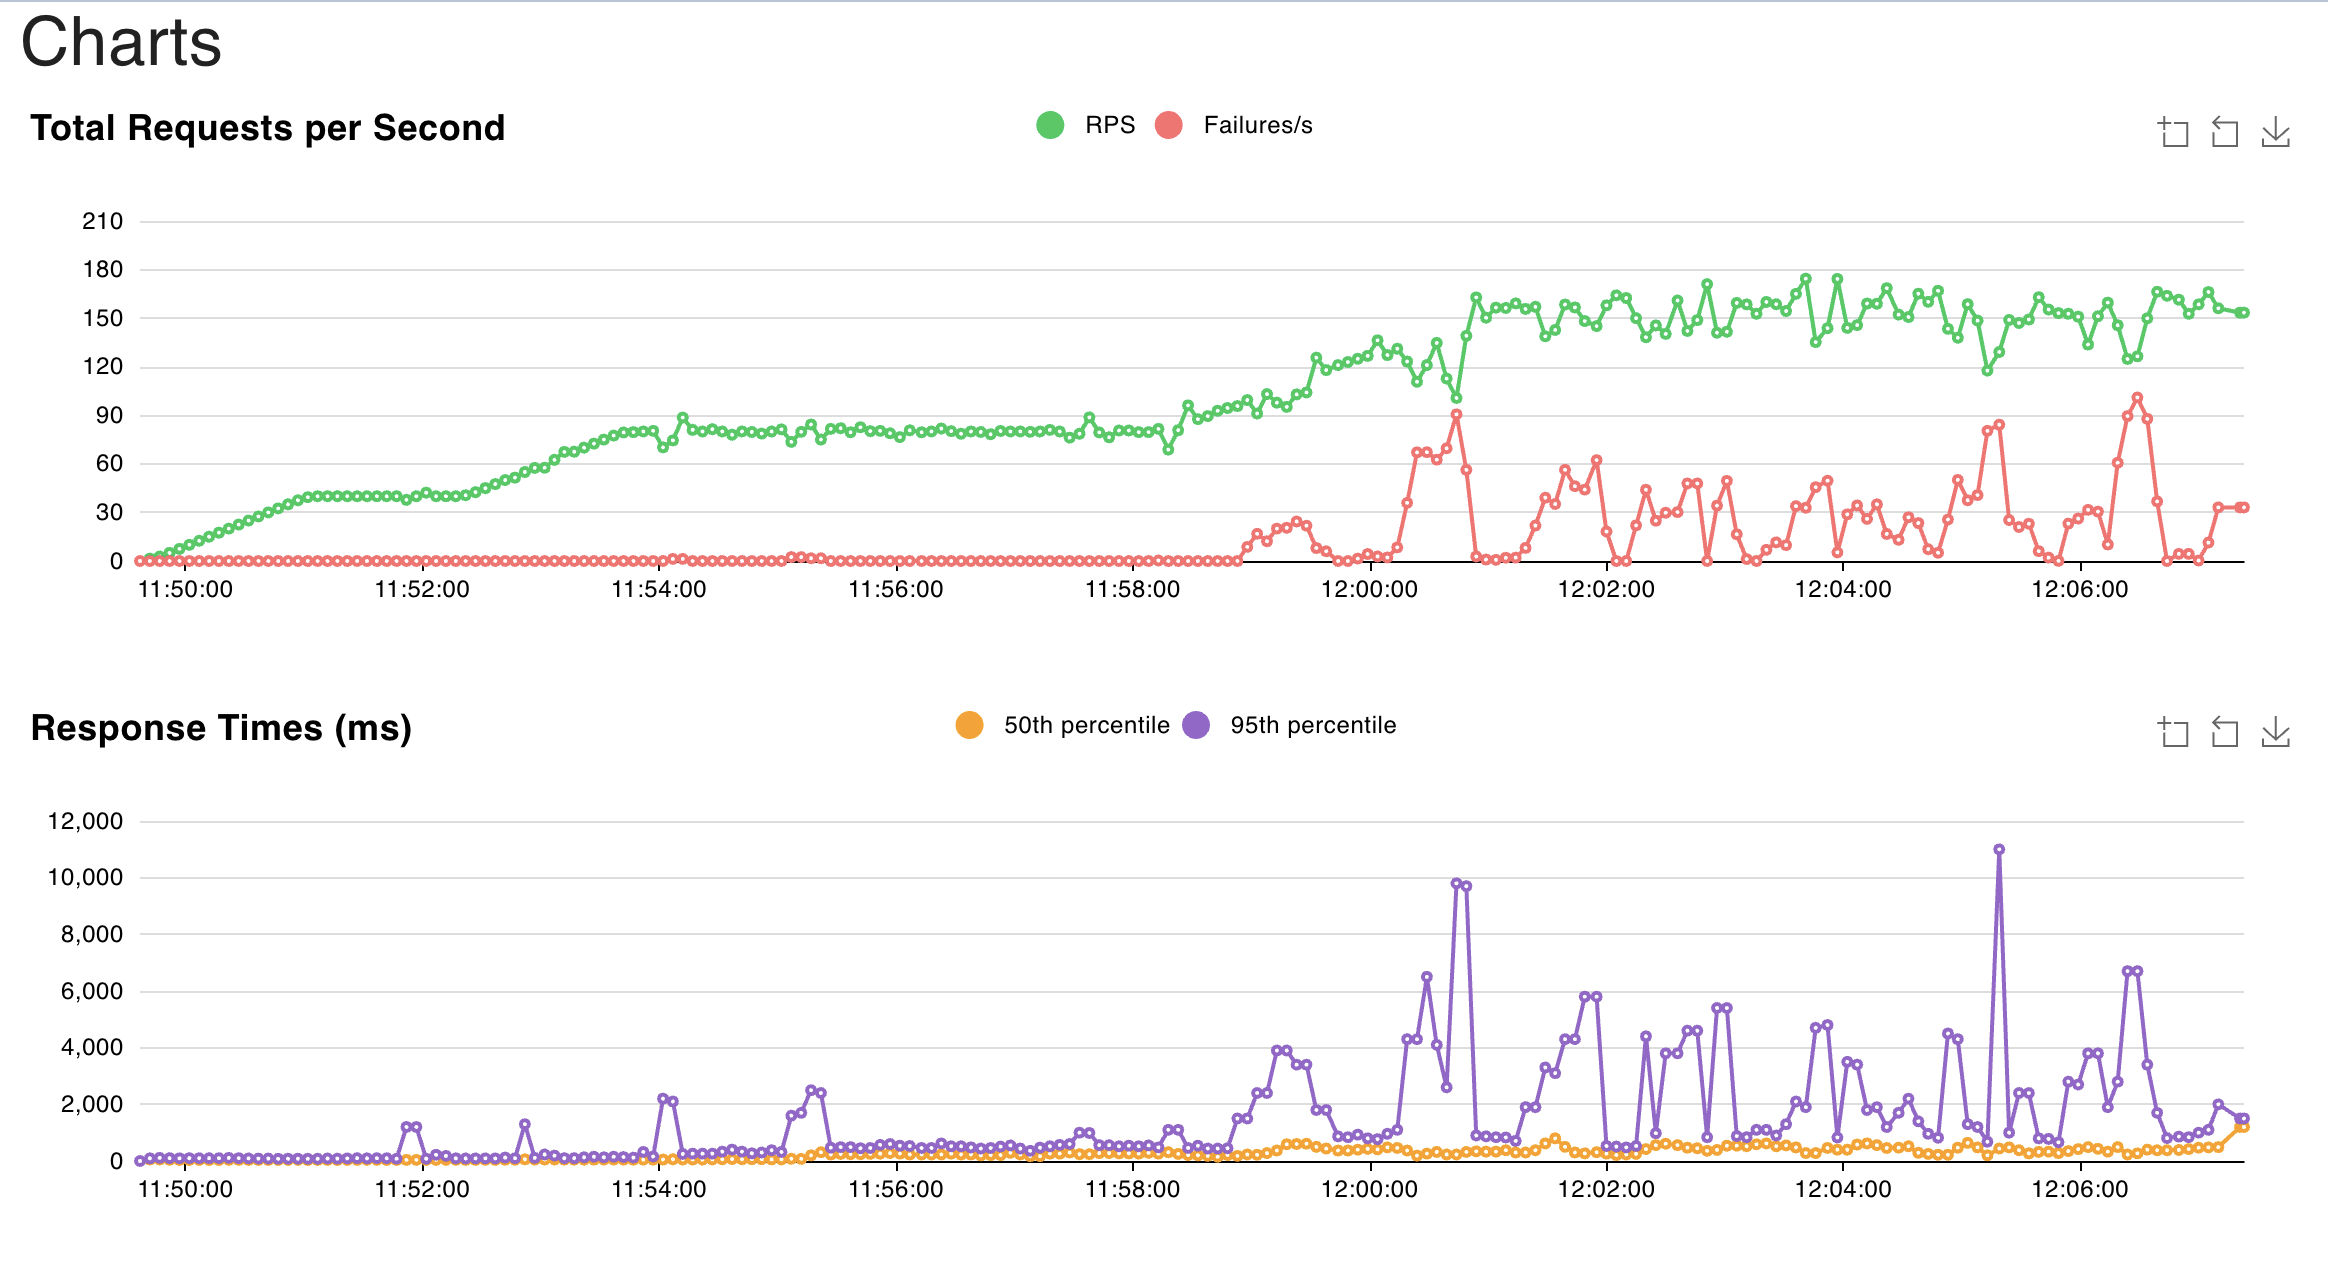 Charts
Total Requests per Second
RPS Failures/s
210
180
150
120
90
60
30
0
11:50:00 11:52:00 11:54:00 11:56:00 11:58:00 12:00:00 12:02:00 12:04:00 12:06:00
Response Times (ms)
50th percentile 95th percentile
12,000
10,000
8,000
6,000
4,000
2,000
0
11:50:00 11:52:00 11:54:00 11:56:00 11:58:00 12:00:00 12:02:00 12:04:00 12:06:00